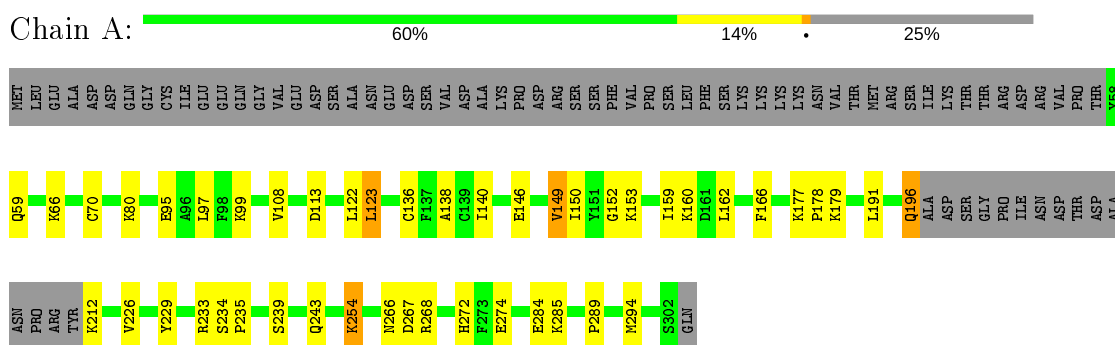 Chain A:
60% 14% • 25%
MET LEU GLU ALA ASP ASP GLN GLY CYS ILE GLU GLU GLN GLY VAL GLU ASP SER ALA ASN GLU ASP SER VAL ASP ALA LYS PRO ASP ARG SER SER PHE VAL PRO SER LEU PHE SER LYS LYS LYS LYS ASN VAL THR MET ARG SER ILE LYS THR THR ARG ASP ARG VAL PRO THR
Q59 K66 C70 K80 E95 A96 L97 F98 K99 V108 D113 L122 L123 C136 F137 A138 C139 I140 E146 V149 I150 Y151 G152 K153 I159 K160 D161 L162 F166 K177 P178 K179 L191 Q196 ALA ASP SER GLY PRO ILE ASN ASP THR ASP ALA
ASN PRO ARG TYR K212 V226 Y229 R233 S234 P235 S239 Q243 K254 N266 D267 R268 H272 F273 E274 E284 K285 P289 M294 S302 GLN